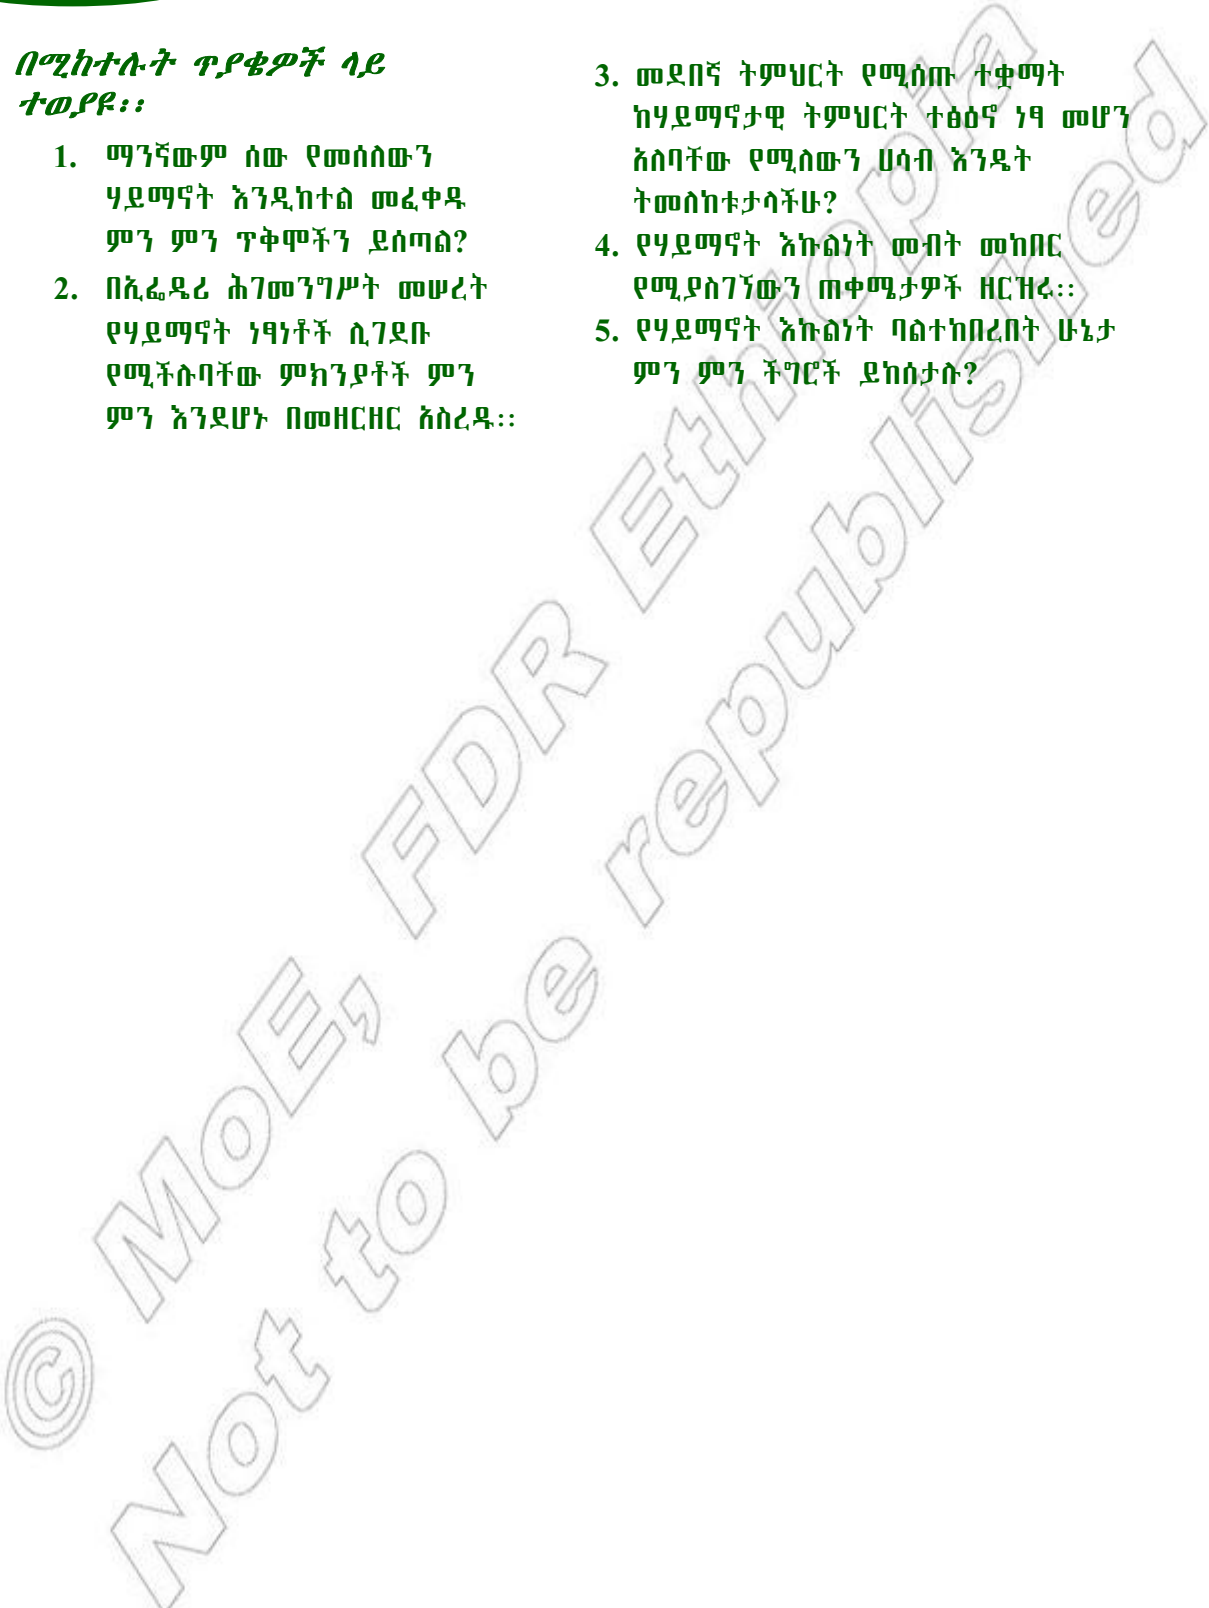 በሚከተሉት ጥያቄዎች ላይ
ተወያዩ፡፡
1. ማንኛውም ሰው የመሰለውን
ሃይማኖት እንዲከተል መፈቀዱ
ምን ምን ጥቅሞችን ይሰጣል?
2. በኢፌዴሪ ሕገመንግሥት መሠረት
የሃይማኖት ነፃነቶች ሊገደቡ
የሚችሉባቸው ምክንያቶች ምን
ምን እንደሆኑ በመዘርዘር አስረዱ፡፡
3. መደበኛ ትምህርት የሚሰጡ ተቋማት
ከሃይማኖታዊ ትምህርት ተፅዕኖ ነፃ መሆን
አለባቸው የሚለውን ሀሳብ እንዴት
ትመለከቱታላችሁ?
4. የሃይማኖት እኩልነት መብት መከበር
የሚያስገኘውን ጠቀሜታዎች ዘርዝሩ፡፡
5. የሃይማኖት እኩልነት ባልተከበረበት ሁኔታ
ምን ምን ችግሮች ይከሰታሉ?
© MoE, FDR Ethiopia
Not to be republished